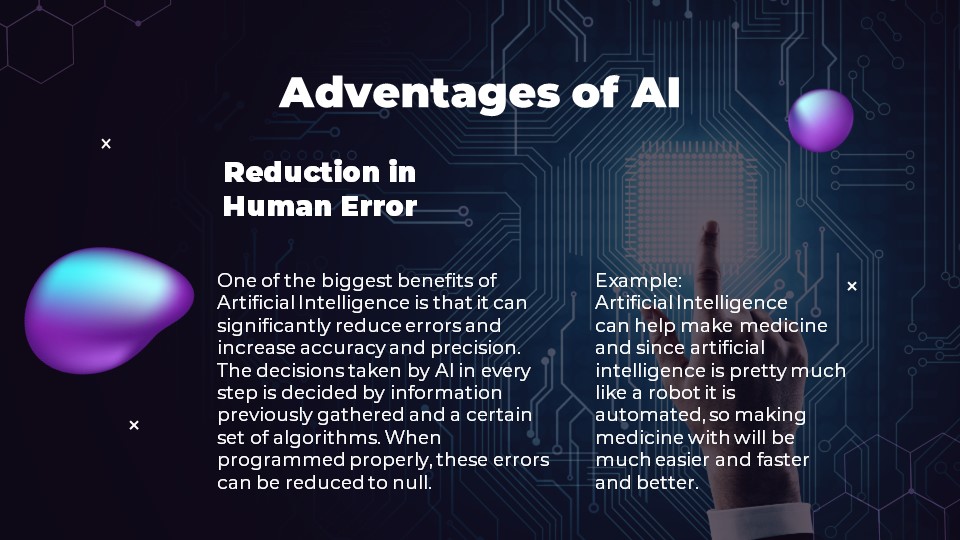 Adventages of AI
Reduction in
Human Error
One of the biggest benefits of
Artificial Intelligence is that it can
significantly reduce errors and
increase accuracy and precision.
The decisions taken by AI in every
step is decided by information
previously gathered and a certain
set of algorithms. When
programmed properly, these errors
can be reduced to null.
Example:
Artificial Intelligence
can help make medicine
and since artificial
intelligence is pretty much
like a robot it is
automated, so making
medicine with will be
much easier and faster
and better.